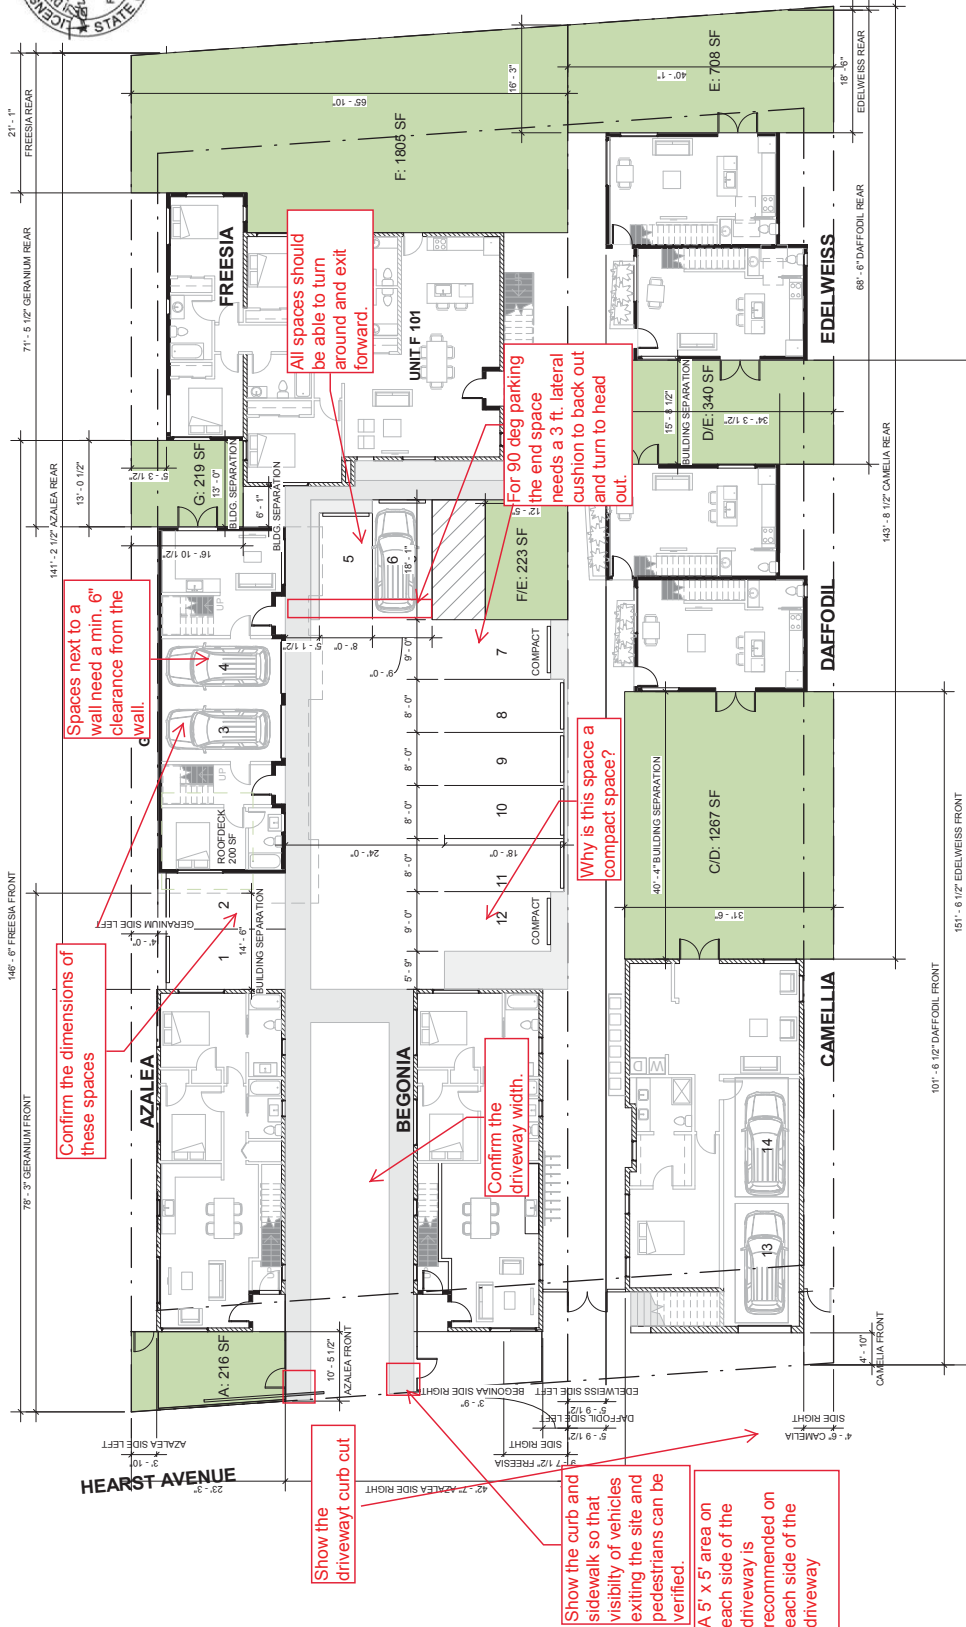 LICENS
★ STATE
21' - 1"
FREESIA REAR
71' - 5 1/2" GERANIUM REAR
13' - 0 1/2"
141' - 2 1/2" AZALEA REAR
146' - 6" FREESIA FRONT
78' - 3" GERANIUM FRONT
16' - 3"
65' - 10"
F: 1805 SF
40' - 1"
E: 708 SF
18' - 6"
EDELWEISS REAR
68' - 6" DAFFODIL REAR
143' - 8 1/2" CAMELIA REAR
151' - 6 1/2" EDELWEISS FRONT
101' - 6 1/2" DAFFODIL FRONT
FREESIA
UNIT F 101
EDELWEISS
All spaces should
be able to turn
around and exit
forward.
For 90 deg parking
the end space
needs a 3 ft. lateral
cushion to back out
and turn to head
out.
5' - 3 1/2"
G: 219 SF
13' - 0"
BLDG. SEPARATION
6' - 1"
BLDG. SEPARATION
15' - 8 1/2"
BUILDING SEPARATION
D/E: 340 SF
34' - 3 1/2"
16' - 10 1/2"
UP
Spaces next to a
wall need a min. 6"
clearance from the
wall.
G
4
3
UP
ROOFDECK
200 SF
5
6
18' - 1"
12' - 5"
F/E: 223 SF
5' - 1 1/2"
8' - 0"
9' - 0"
9' - 0"
7
COMPACT
8' - 0"
8
8' - 0"
9
8' - 0"
10
8' - 0"
11
9' - 0"
12
COMPACT
5' - 9"
24' - 0"
18' - 0"
Why is this space a
compact space?
DAFFODIL
40' - 4" BUILDING SEPARATION
C/D: 1267 SF
31' - 6"
GERANIUM SIDE LEFT
4' - 0"
1
2
14' - 6"
BUILDING SEPARATION
Confirm the dimensions of
these spaces
AZALEA
BEGONIA
CAMELLIA
Confirm the
driveway width.
D
W
14
13
A: 216 SF
10' - 5 1/2"
AZALEA FRONT
4' - 10"
CAMELIA FRONT
AZALEA SIDE LEFT
3' - 10"
HEARST AVENUE
23' - 3"
42' - 7" AZALEA SIDE RIGHT
BEGONIAA SIDE RIGHT
3' - 9"
FREESIA
SIDE RIGHT
9' - 7 1/2"
EDELWEISS SIDE LEFT
5' - 9 1/2"
DAFFODIL SIDE LEFT
5' - 9 1/2"
4' - 6" CAMELIA
SIDE RIGHT
Show the
drivewayt curb cut
Show the curb and
sidewalk so that
visibilty of vehicles
exiting the site and
pedestrians can be
verified.
A 5' x 5' area on
each side of the
driveway is
recommended on
each side of the
driveway